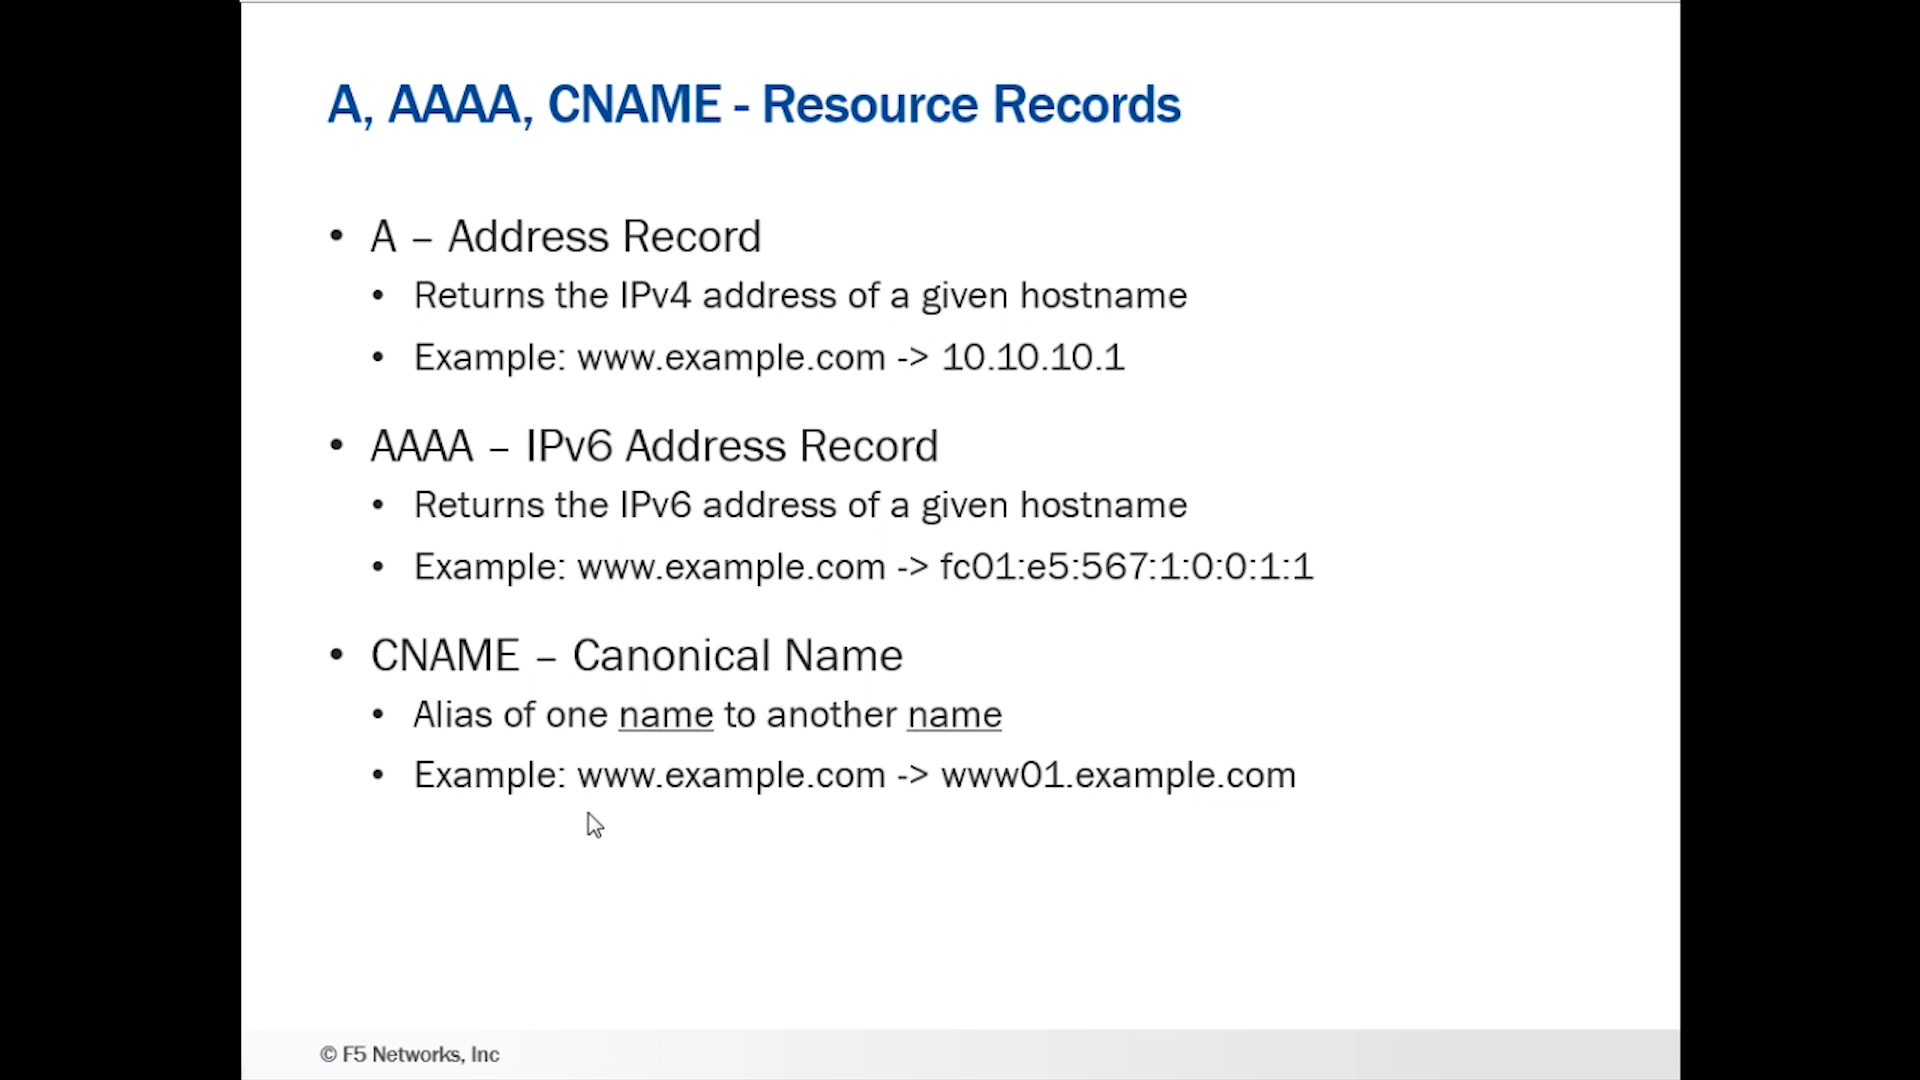 A, AAAA, CNAME - Resource Records
• A – Address Record
• Returns the IPv4 address of a given hostname
• Example: www.example.com -> 10.10.10.1
• AAAA – IPv6 Address Record
• Returns the IPv6 address of a given hostname
• Example: www.example.com -> fc01:e5:567:1:0:0:1:1
• CNAME – Canonical Name
• Alias of one name to another name
• Example: www.example.com -> www01.example.com
© F5 Networks, Inc